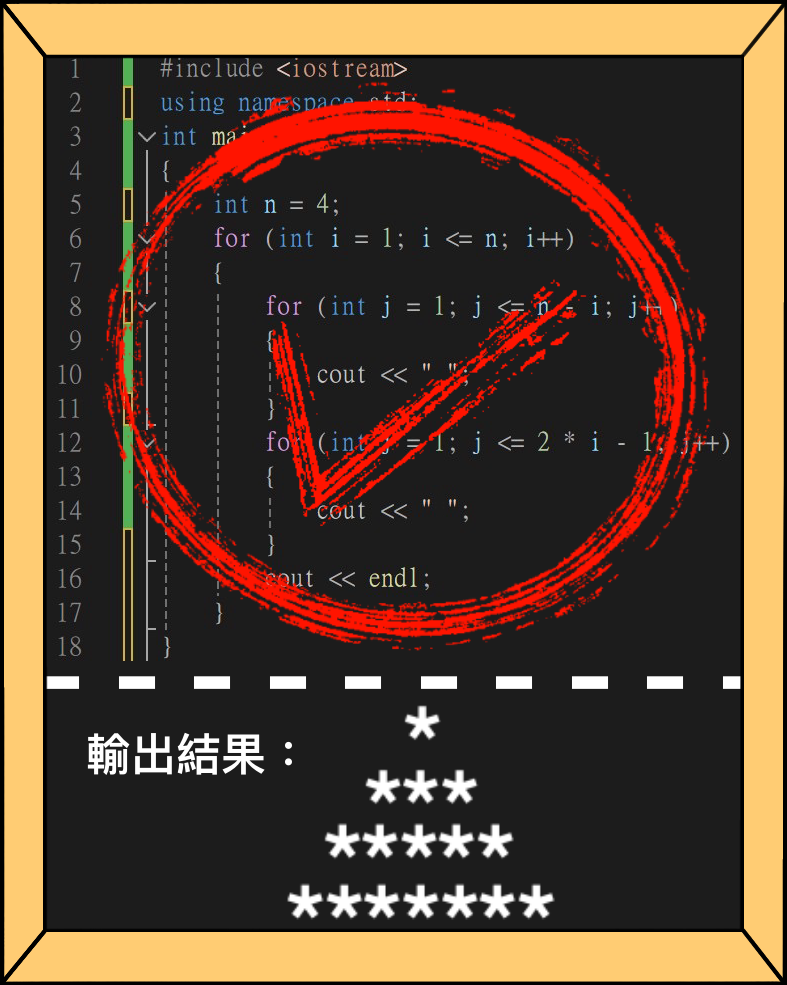 1 #include <iostream>
2 using namespace std;
3 int mai
4 {
5 int n = 4;
6 for (int i = 1; i <= n; i++)
7 {
8 for (int j = 1; j <= n - i; j++)
9 {
10 cout << " ";
11 }
12 for (int j = 1; j <= 2 * i - 1; j++)
13 {
14 cout << " ";
15 }
16 cout << endl;
17 }
18 }
輸出結果：
*
***
*****
*******